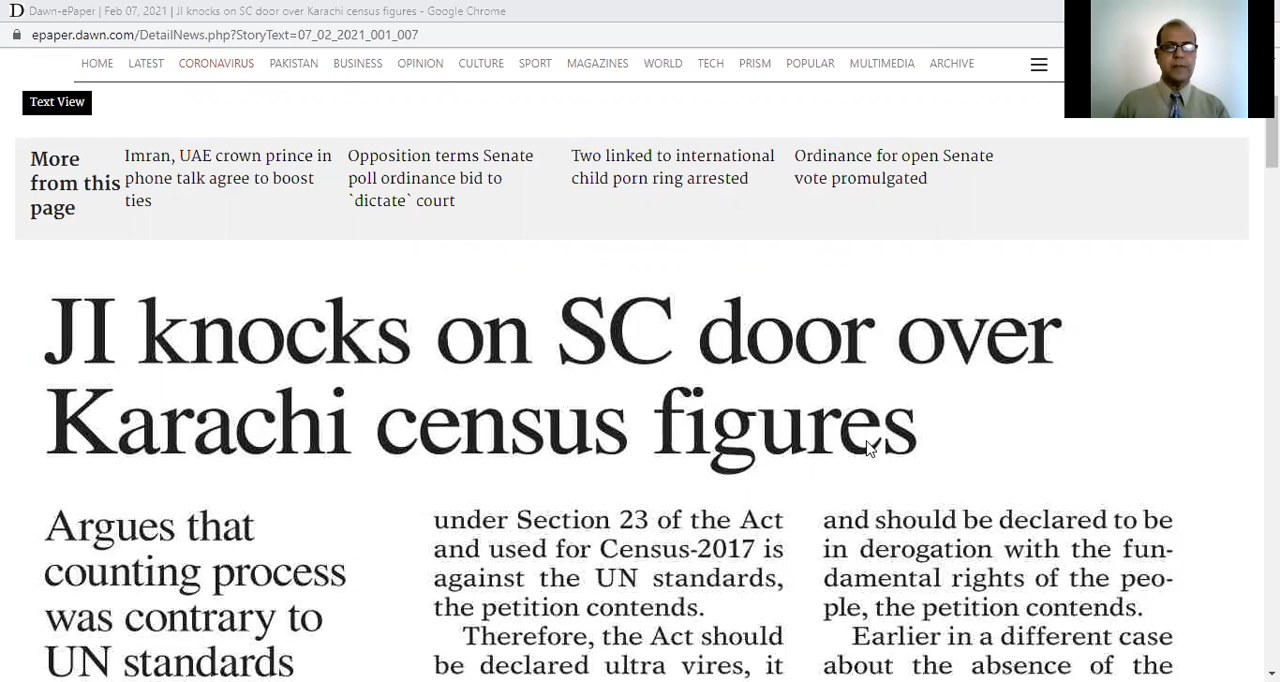 D Dawn-ePaper | Feb 07, 2021 | JI knocks on SC door over Karachi census figures - Google Chrome
epaper.dawn.com/DetailNews.php?StoryText=07_02_2021_001_007
HOME LATEST CORONAVIRUS PAKISTAN BUSINESS OPINION CULTURE SPORT MAGAZINES WORLD TECH PRISM POPULAR MULTIMEDIA ARCHIVE
Text View
More
from this
page
Imran, UAE crown prince in
phone talk agree to boost
ties
Opposition terms Senate
poll ordinance bid to
`dictate` court
Two linked to international
child porn ring arrested
Ordinance for open Senate
vote promulgated
JI knocks on SC door over
Karachi census figures
Argues that
counting process
was contrary to
UN standards
under Section 23 of the Act
and used for Census-2017 is
against the UN standards,
the petition contends.
Therefore, the Act should
be declared ultra vires, it
and should be declared to be
in derogation with the fun-
damental rights of the peo-
ple, the petition contends.
Earlier in a different case
about the absence of the